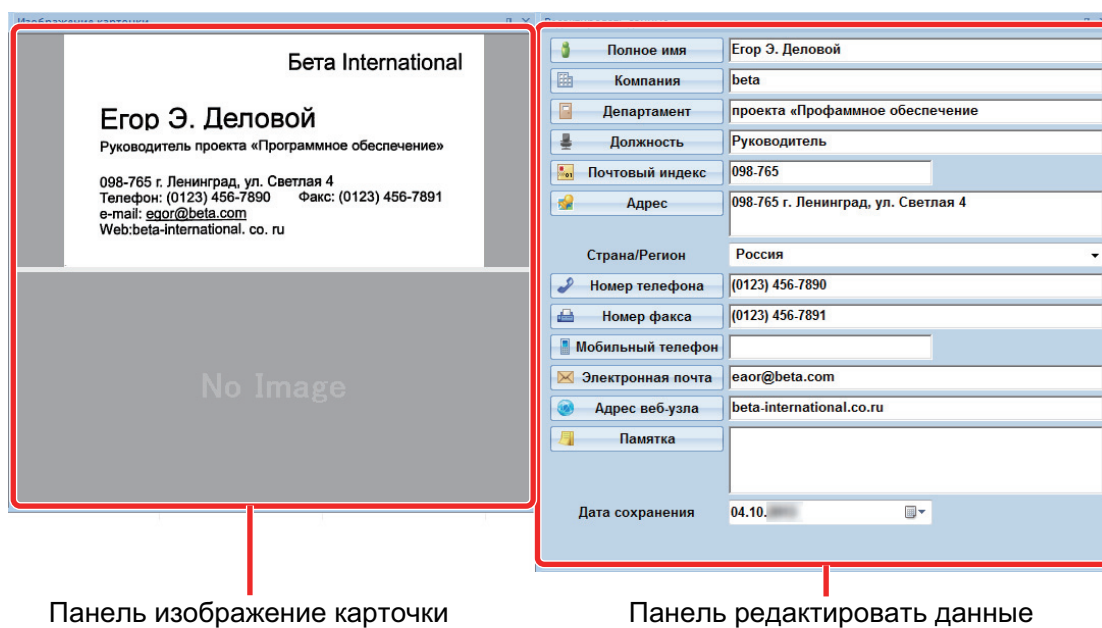 Изображение карточки
Бета International
Егор Э. Деловой
Руководитель проекта «Программное обеспечение»
098-765 г. Ленинград, ул. Светлая 4
Телефон: (0123) 456-7890 Факс: (0123) 456-7891
e-mail: egor@beta.com
Web:beta-international. co. ru
No Image
Редактировать данные
Полное имя Егор Э. Деловой
Компания beta
Департамент проекта «Профаммное обеспечение
Должность Руководитель
Почтовый индекс 098-765
Адрес 098-765 г. Ленинград, ул. Светлая 4
Страна/Регион Россия
Номер телефона (0123) 456-7890
Номер факса (0123) 456-7891
Мобильный телефон
Электронная почта eaor@beta.com
Адрес веб-узла beta-international.co.ru
Памятка
Дата сохранения 04.10.
Панель изображение карточки
Панель редактировать данные